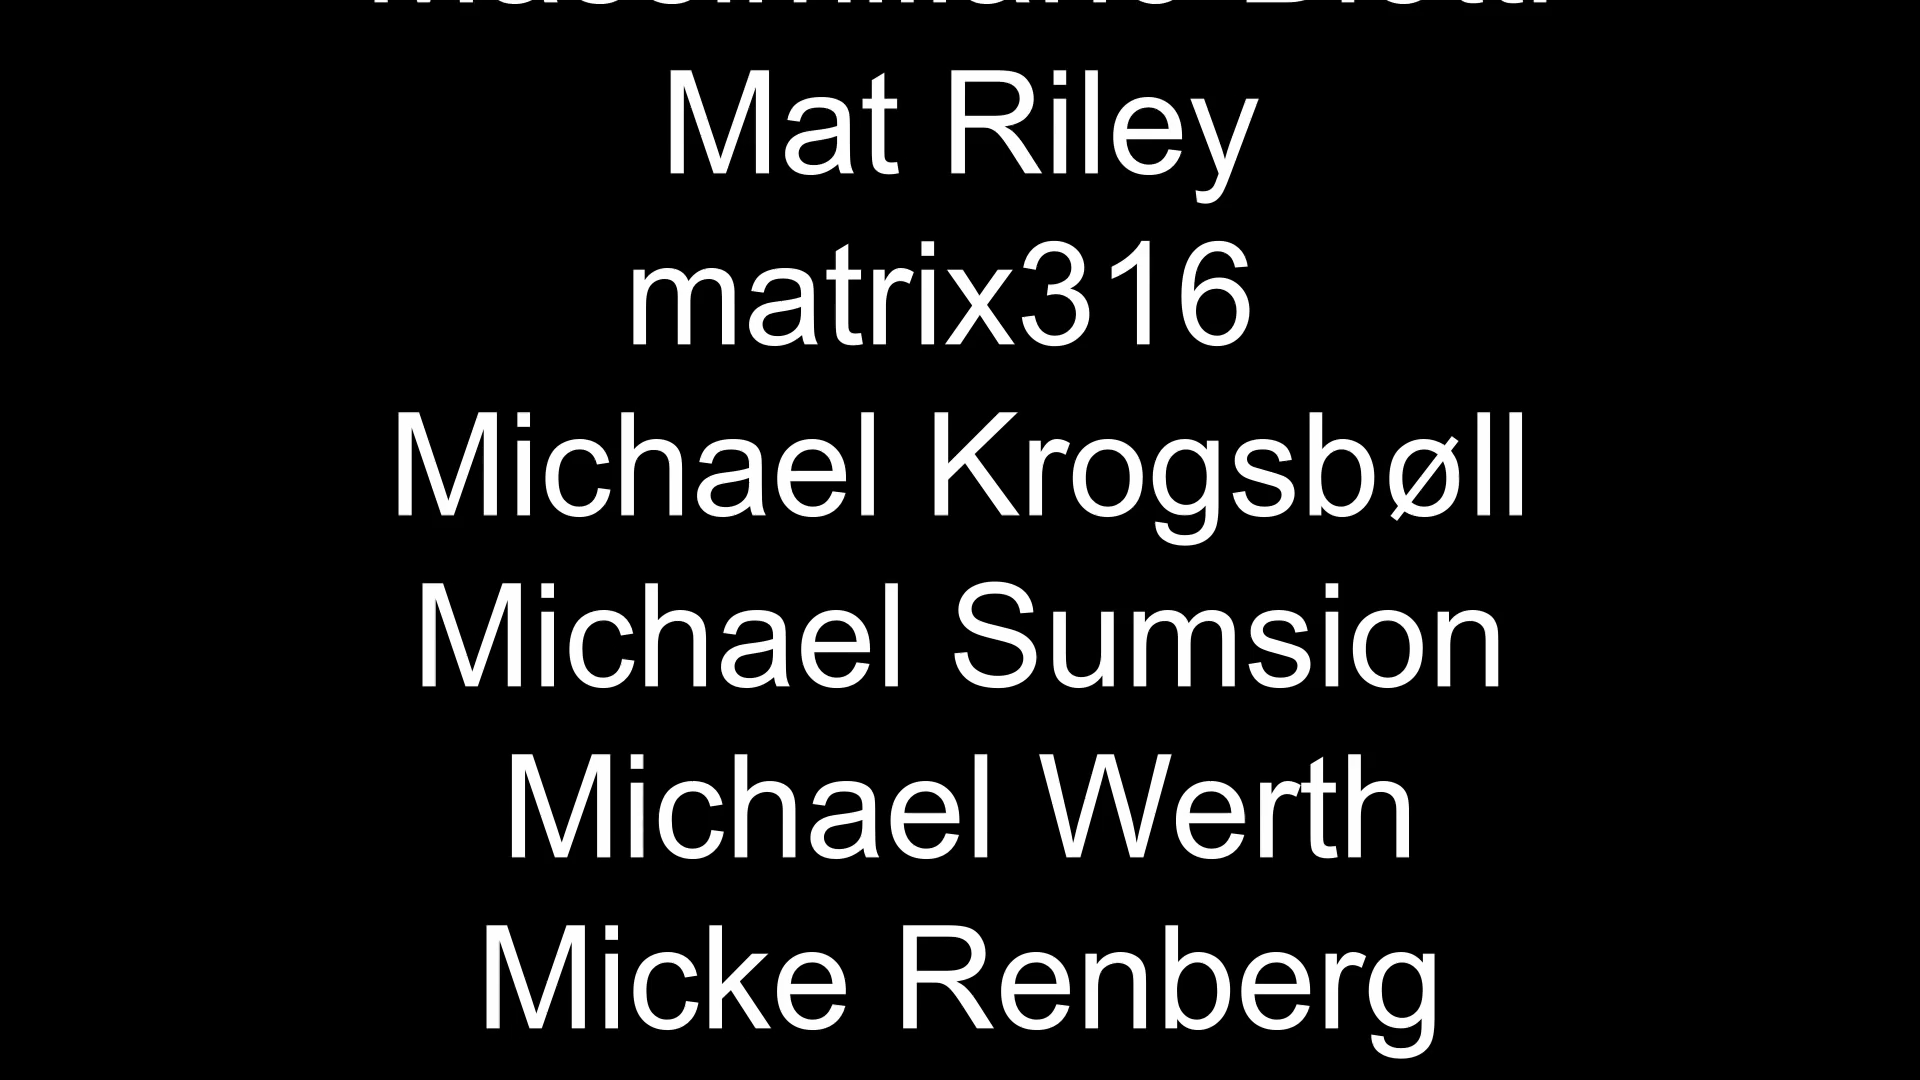 Mat Riley
matrix316
Michael Krogsbøll
Michael Sumsion
Michael Werth
Micke Renberg